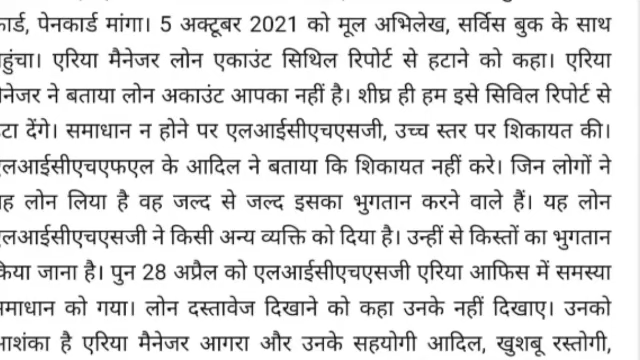 कार्ड, पेनकार्ड मांगा। 5 अक्टूबर 2021 को मूल अभिलेख, सर्विस बुक के साथ
पहुंचा। एरिया मैनेजर लोन एकाउंट सिथिल रिपोर्ट से हटाने को कहा। एरिया
मैनेजर ने बताया लोन अकाउंट आपका नहीं है। शीघ्र ही हम इसे सिविल रिपोर्ट से
हटा देंगे। समाधान न होने पर एलआईसीएचएसजी, उच्च स्तर पर शिकायत की।
एलआईसीएचएफएल के आदिल ने बताया कि शिकायत नहीं करे। जिन लोगों ने
यह लोन लिया है वह जल्द से जल्द इसका भुगतान करने वाले हैं। यह लोन
एलआईसीएचएसजी ने किसी अन्य व्यक्ति को दिया है। उन्हीं से किस्तों का भुगतान
किया जाना है। पुन 28 अप्रैल को एलआईसीएचएसजी एरिया आफिस में समस्या
समाधान को गया। लोन दस्तावेज दिखाने को कहा उनके नहीं दिखाए। उनको
आशंका है एरिया मैनेजर आगरा और उनके सहयोगी आदिल, खुशबू रस्तोगी,